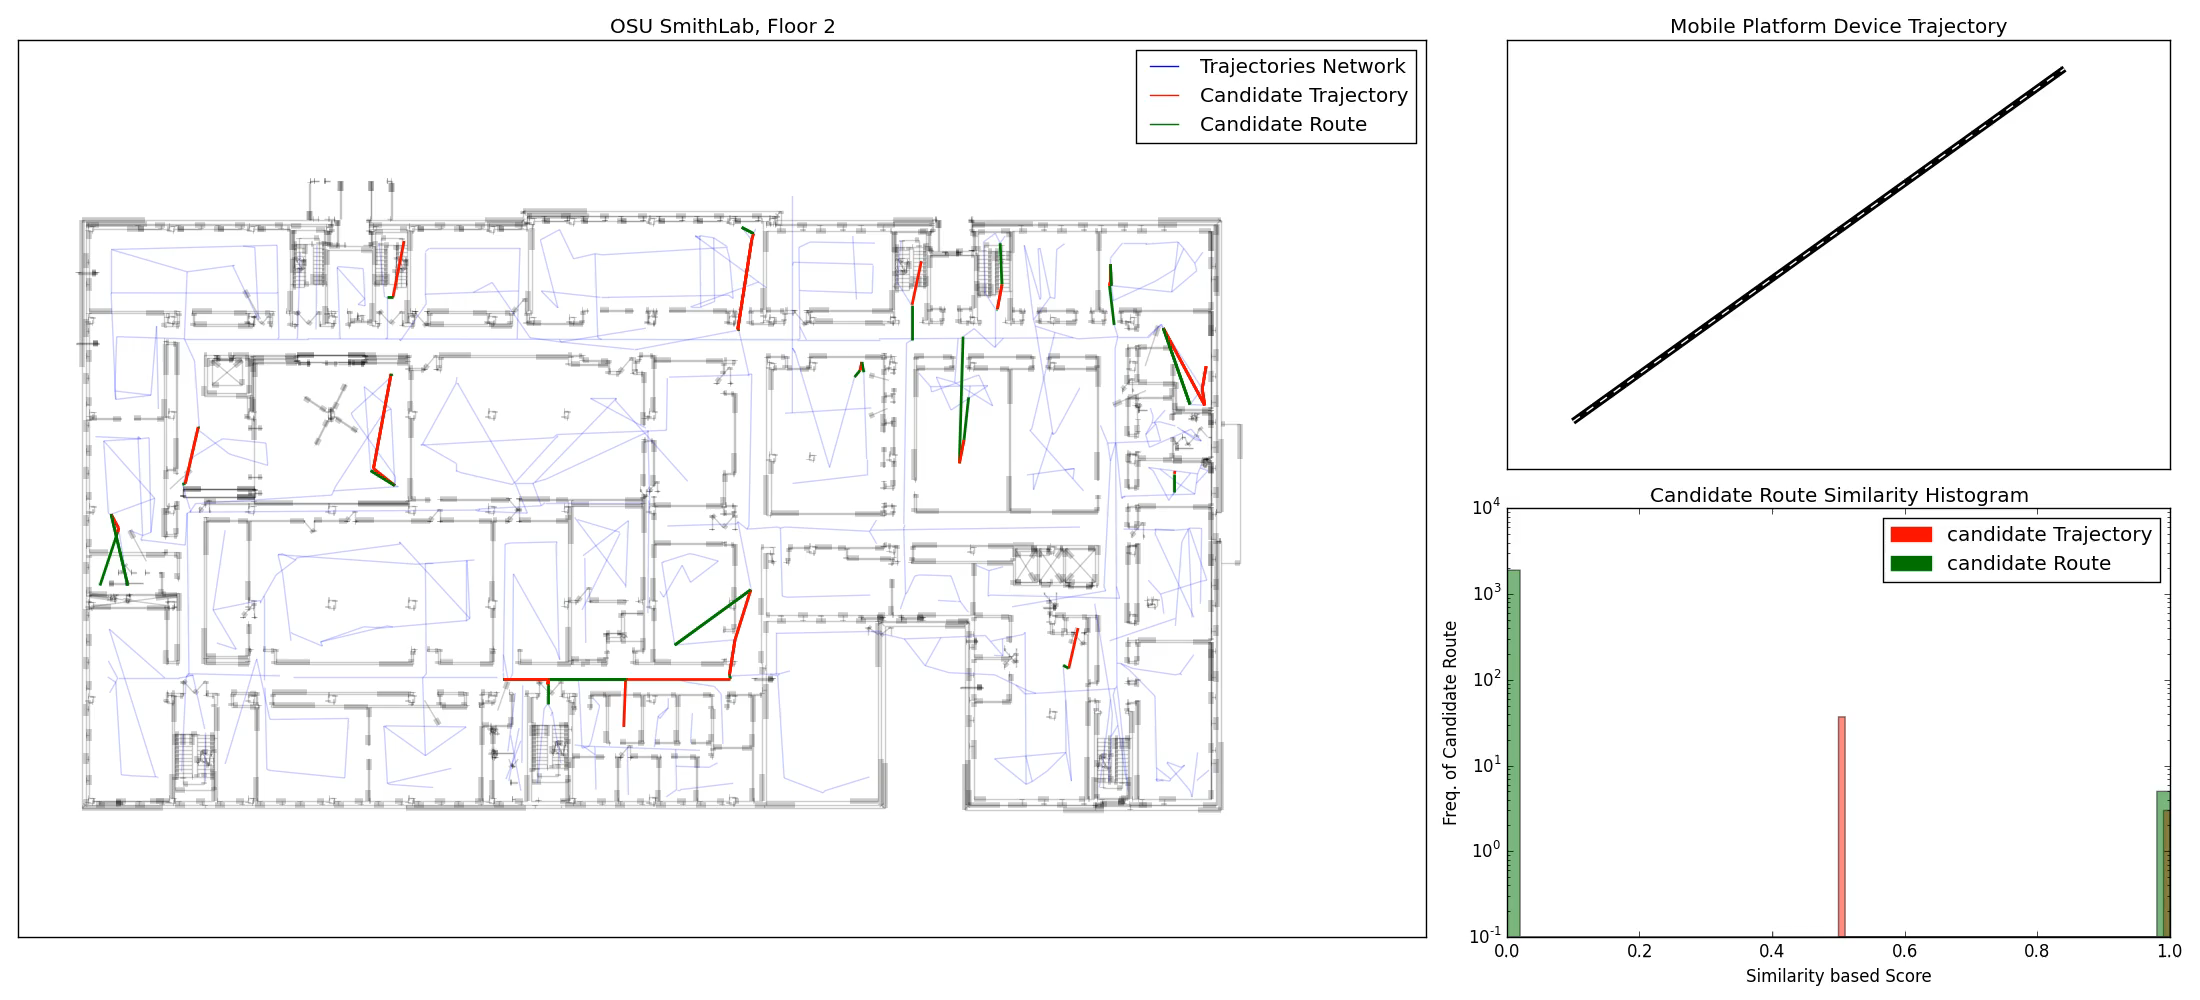 OSU SmithLab, Floor 2
Trajectories Network
Candidate Trajectory
Candidate Route
Mobile Platform Device Trajectory
Candidate Route Similarity Histogram
candidate Trajectory
candidate Route
Freq. of Candidate Route
10^4
10^3
10^2
10^1
10^0
10^-1
0.0 0.2 0.4 0.6 0.8 1.0
Similarity based Score